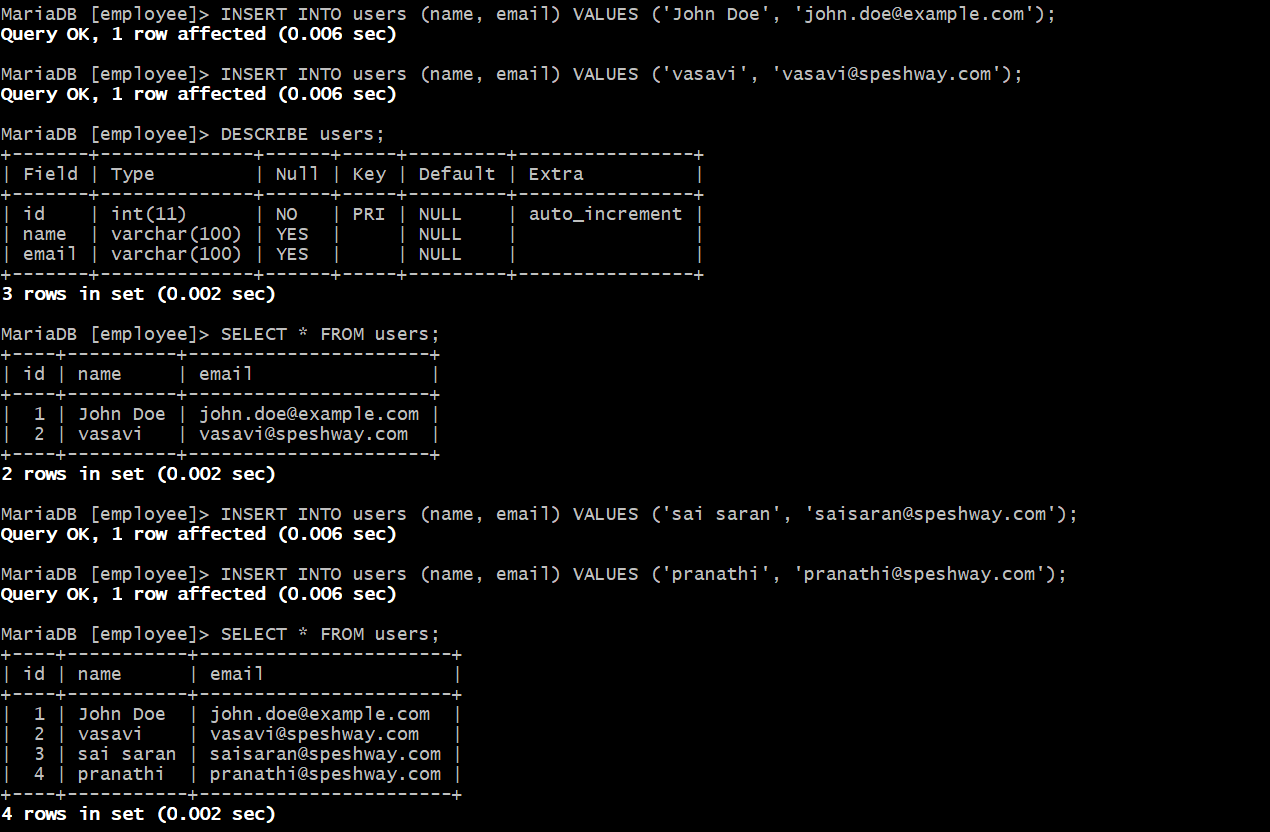 MariaDB [employee]> INSERT INTO users (name, email) VALUES ('John Doe', 'john.doe@example.com');
Query OK, 1 row affected (0.006 sec)

MariaDB [employee]> INSERT INTO users (name, email) VALUES ('vasavi', 'vasavi@speshway.com');
Query OK, 1 row affected (0.006 sec)

MariaDB [employee]> DESCRIBE users;
+-------+--------------+------+-----+---------+----------------+
| Field | Type         | Null | Key | Default | Extra          |
+-------+--------------+------+-----+---------+----------------+
| id    | int(11)      | NO   | PRI | NULL    | auto_increment |
| name  | varchar(100) | YES  |     | NULL    |                |
| email | varchar(100) | YES  |     | NULL    |                |
+-------+--------------+------+-----+---------+----------------+
3 rows in set (0.002 sec)

MariaDB [employee]> SELECT * FROM users;
+----+----------+----------------------+
| id | name     | email                |
+----+----------+----------------------+
|  1 | John Doe | john.doe@example.com |
|  2 | vasavi   | vasavi@speshway.com  |
+----+----------+----------------------+
2 rows in set (0.002 sec)

MariaDB [employee]> INSERT INTO users (name, email) VALUES ('sai saran', 'saisaran@speshway.com');
Query OK, 1 row affected (0.006 sec)

MariaDB [employee]> INSERT INTO users (name, email) VALUES ('pranathi', 'pranathi@speshway.com');
Query OK, 1 row affected (0.006 sec)

MariaDB [employee]> SELECT * FROM users;
+----+-----------+-----------------------+
| id | name      | email                 |
+----+-----------+-----------------------+
|  1 | John Doe  | john.doe@example.com  |
|  2 | vasavi    | vasavi@speshway.com   |
|  3 | sai saran | saisaran@speshway.com |
|  4 | pranathi  | pranathi@speshway.com |
+----+-----------+-----------------------+
4 rows in set (0.002 sec)